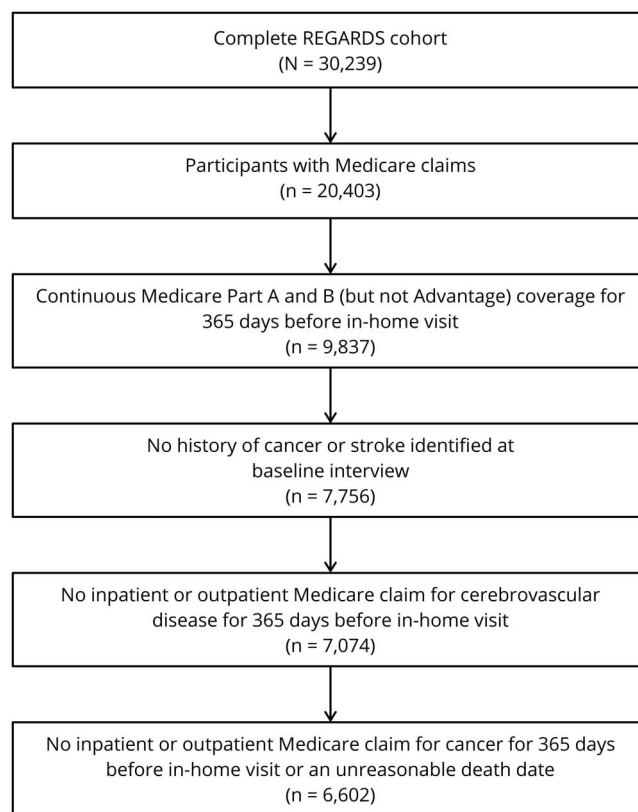 Complete REGARDS cohort
(N = 30,239)
Participants with Medicare claims
(n = 20,403)
Continuous Medicare Part A and B (but not Advantage) coverage for
365 days before in-home visit
(n = 9,837)
No history of cancer or stroke identified at
baseline interview
(n = 7,756)
No inpatient or outpatient Medicare claim for cerebrovascular
disease for 365 days before in-home visit
(n = 7,074)
No inpatient or outpatient Medicare claim for cancer for 365 days
before in-home visit or an unreasonable death date
(n = 6,602)